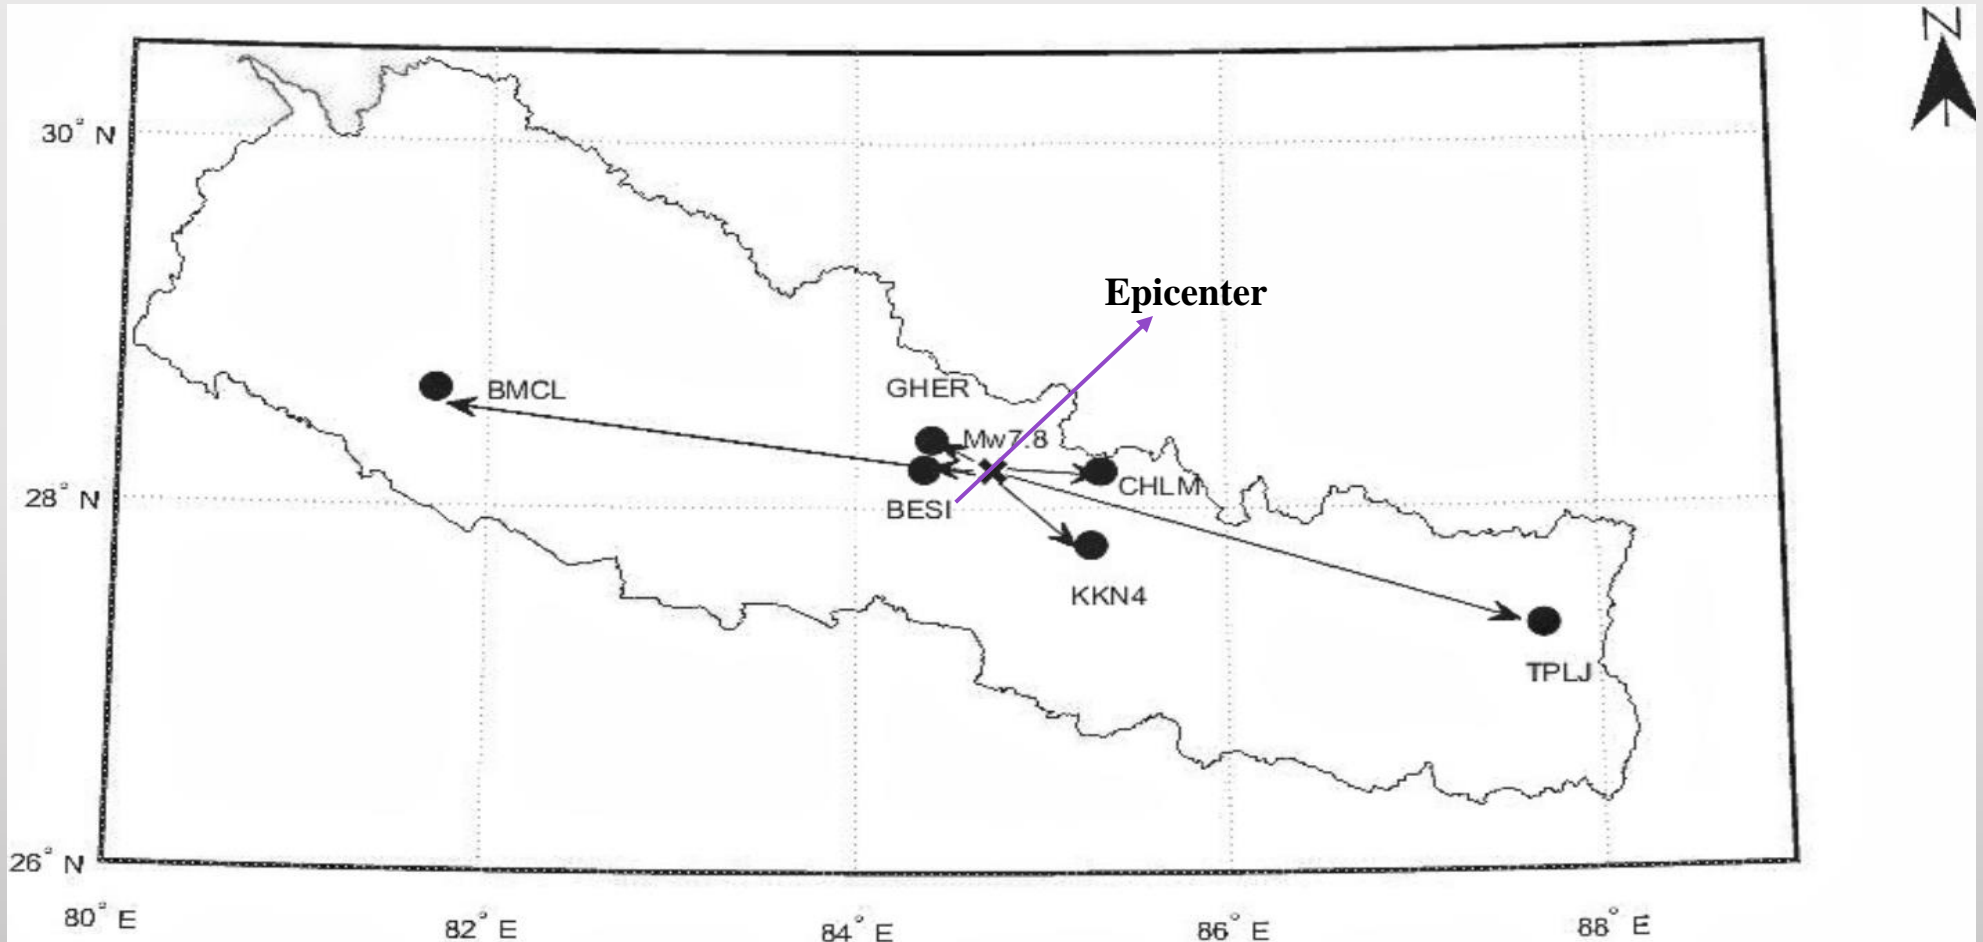 N
30° N
Epicenter
BMCL
GHER
Mw7.8
CHLM
28° N
BESI
KKN4
TPLJ
26° N
80° E
82° E
84° E
86° E
88° E